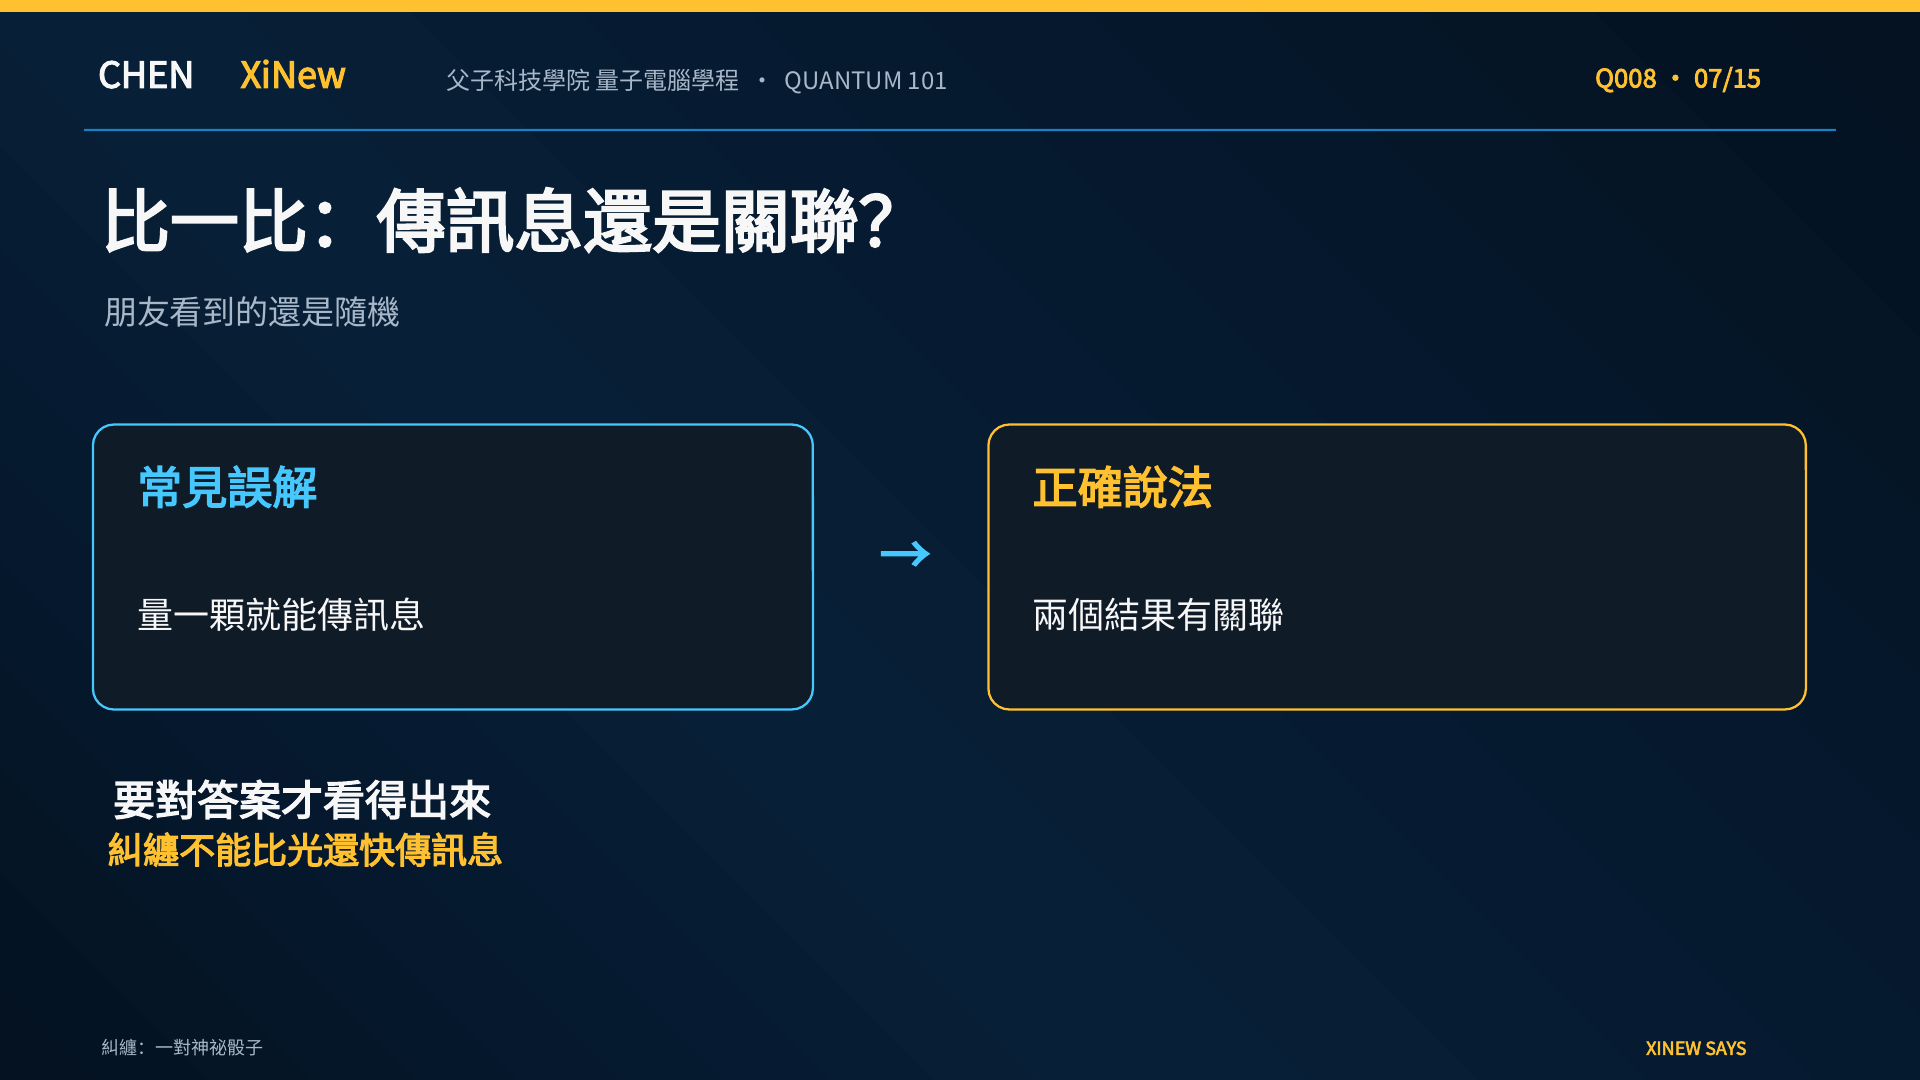 CHEN XiNew 父子科技學院 量子電腦學程 · QUANTUM 101 Q008 · 07/15
比一比：傳訊息還是關聯?
朋友看到的還是隨機
常見誤解
量一顆就能傳訊息
→
正確說法
兩個結果有關聯
要對答案才看得出來
糾纏不能比光還快傳訊息
糾纏：一對神祕骰子
XINEW SAYS